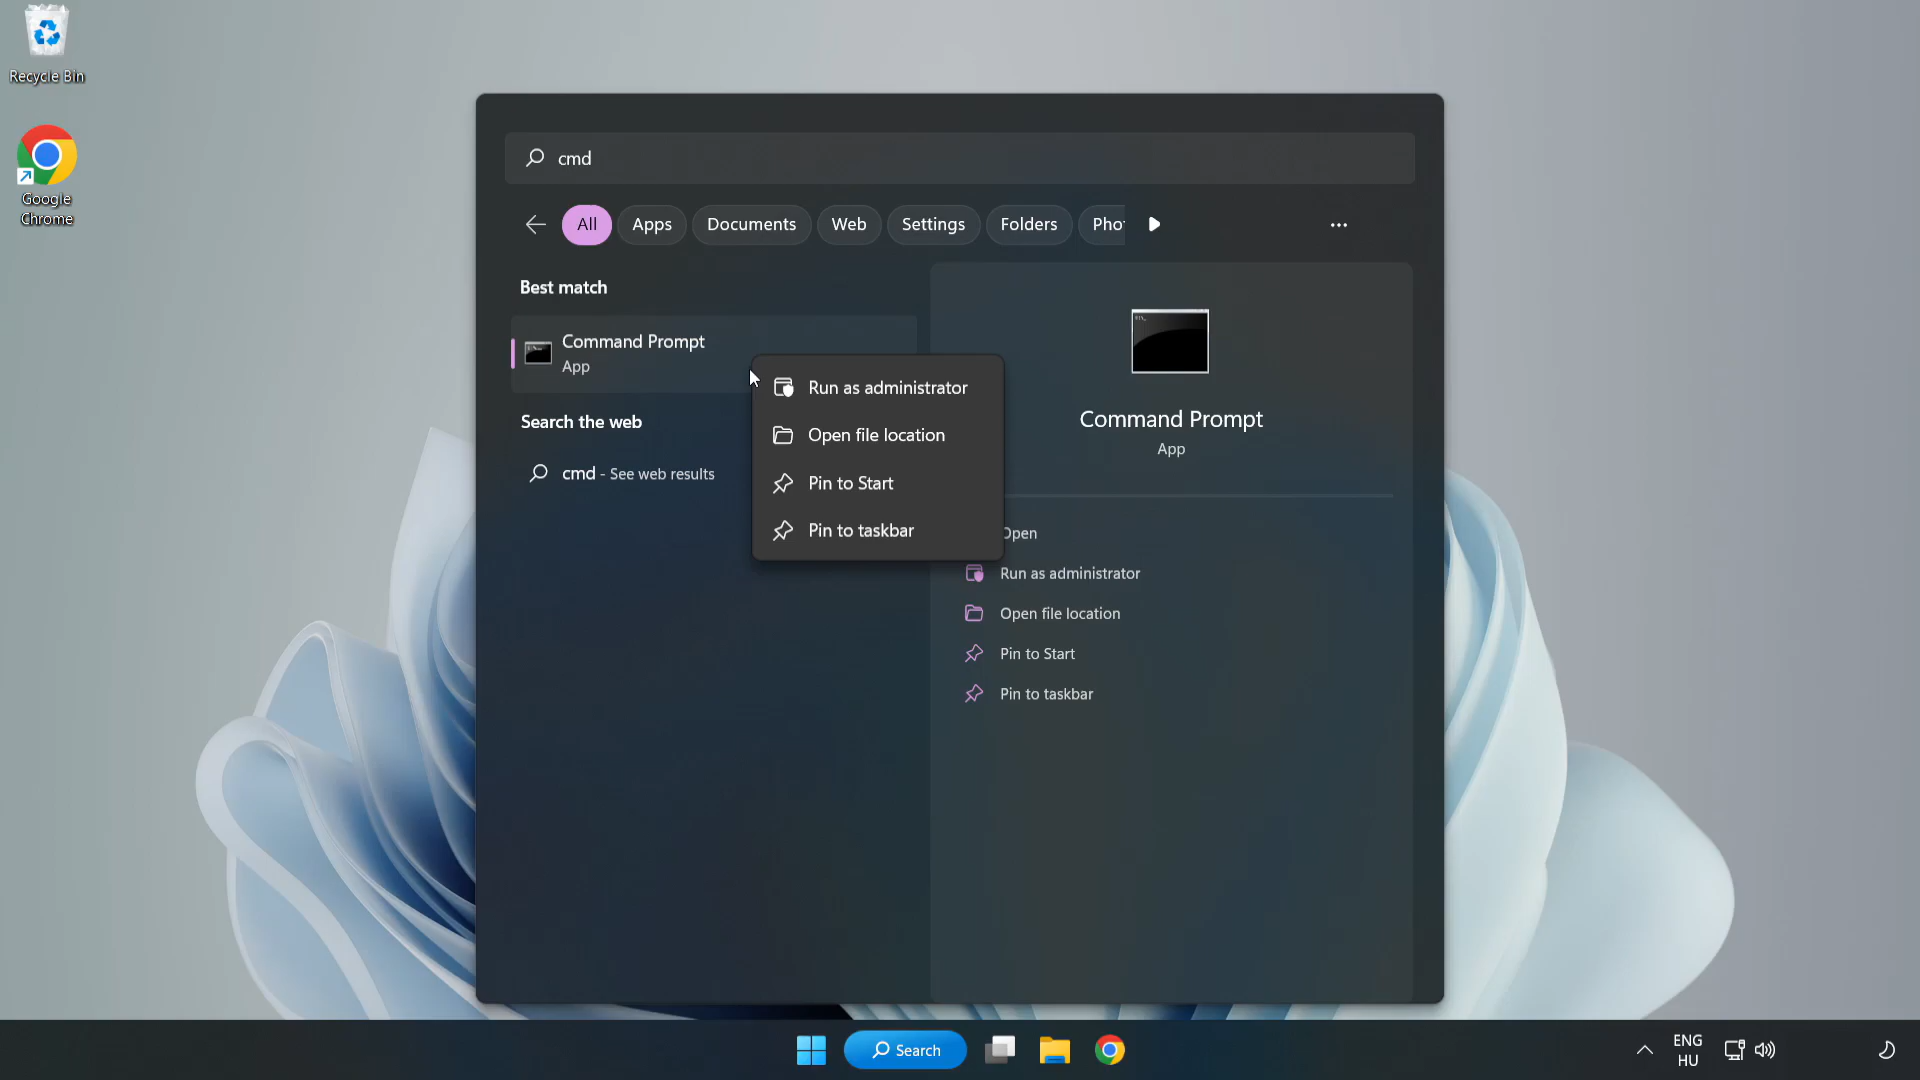 Recycle Bin
Google
Chrome
cmd
All
Apps
Documents
Web
Settings
Folders
Pho
Best match
Command Prompt
App
Search the web
cmd - See web results
Run as administrator
Open file location
Pin to Start
Pin to taskbar
Command Prompt
App
Open
Run as administrator
Open file location
Pin to Start
Pin to taskbar
Search
ENG
HU